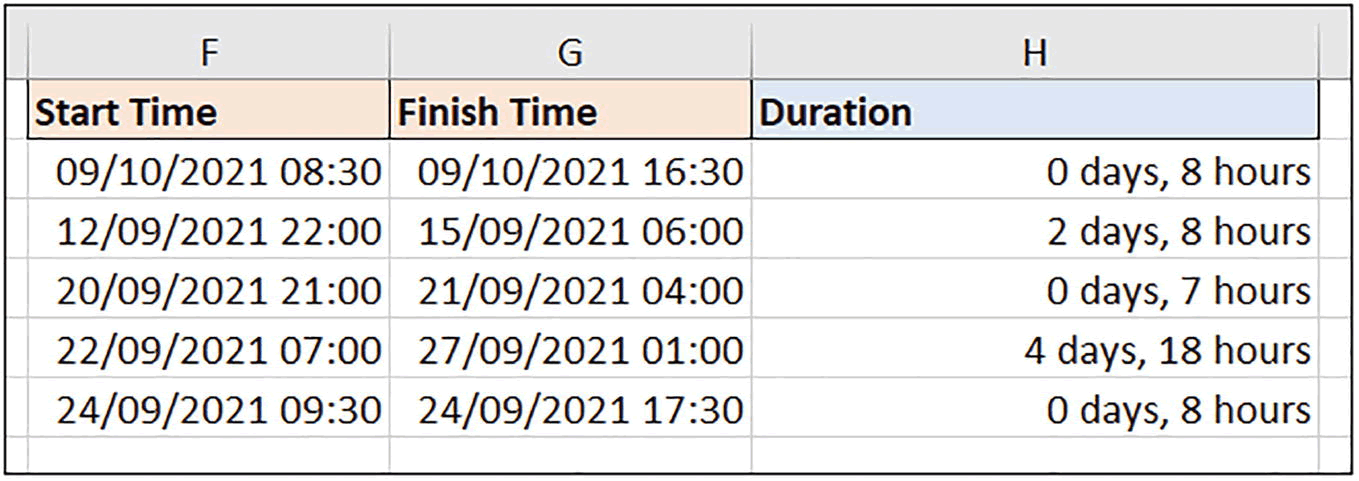 F G H
Start Time Finish Time Duration
09/10/2021 08:30 09/10/2021 16:30 0 days, 8 hours
12/09/2021 22:00 15/09/2021 06:00 2 days, 8 hours
20/09/2021 21:00 21/09/2021 04:00 0 days, 7 hours
22/09/2021 07:00 27/09/2021 01:00 4 days, 18 hours
24/09/2021 09:30 24/09/2021 17:30 0 days, 8 hours